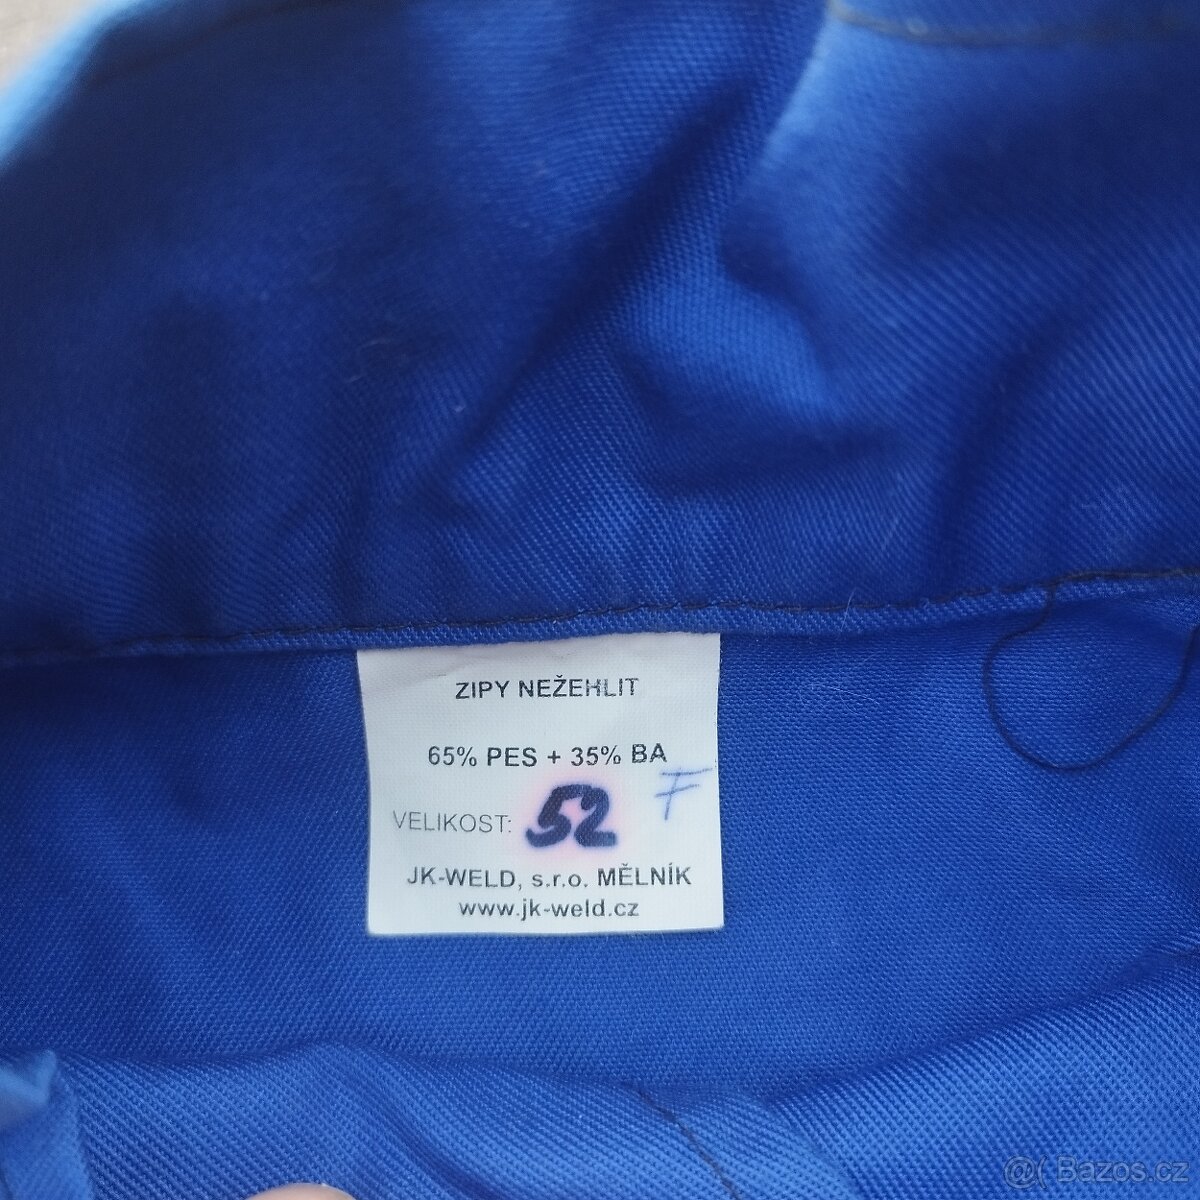 ZIPY NEŽEHLIT
65% PES + 35% BA
F
VELIKOST: 52
JK-WELD, s.r.o. MĚLNÍK
www.jk-weld.cz
@( Bazos.cz